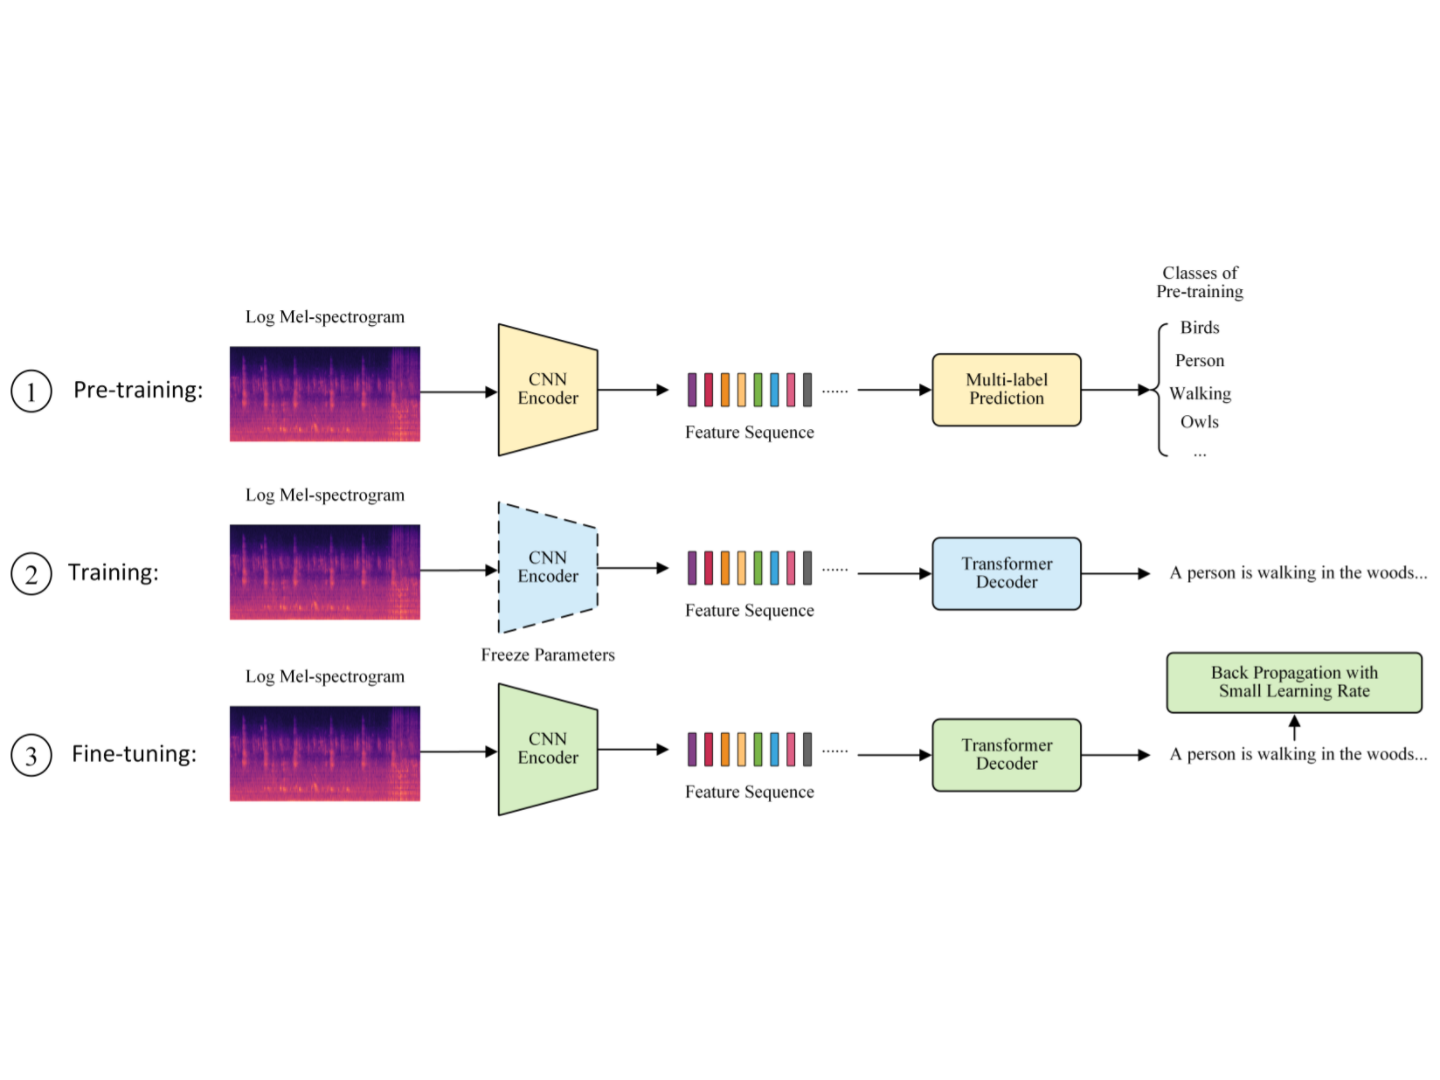 Classes of
Pre-training
Log Mel-spectrogram
1 Pre-training:
CNN
Encoder
Feature Sequence
......
Multi-label
Prediction
Birds
Person
Walking
Owls
...
Log Mel-spectrogram
2 Training:
CNN
Encoder
Freeze Parameters
Feature Sequence
......
Transformer
Decoder
A person is walking in the woods...
Log Mel-spectrogram
3 Fine-tuning:
CNN
Encoder
Feature Sequence
......
Transformer
Decoder
Back Propagation with
Small Learning Rate
A person is walking in the woods...